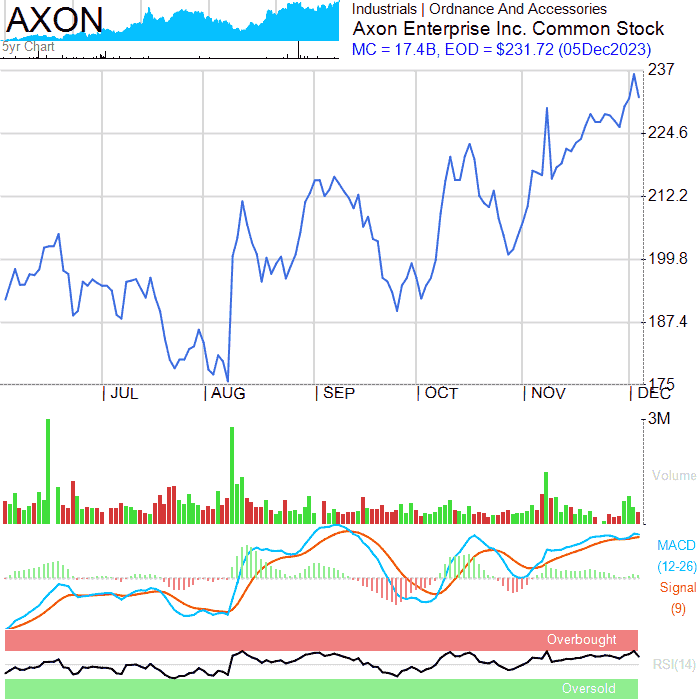 AXON
5yr Chart
Industrials | Ordnance And Accessories
Axon Enterprise Inc. Common Stock
MC = 17.4B, EOD = $231.72 (05Dec2023)
237
224.6
212.2
199.8
187.4
175
JUL
AUG
SEP
OCT
NOV
DEC
3M
Volume
MACD
(12-26)
Signal
(9)
Overbought
RSI(14)
Oversold